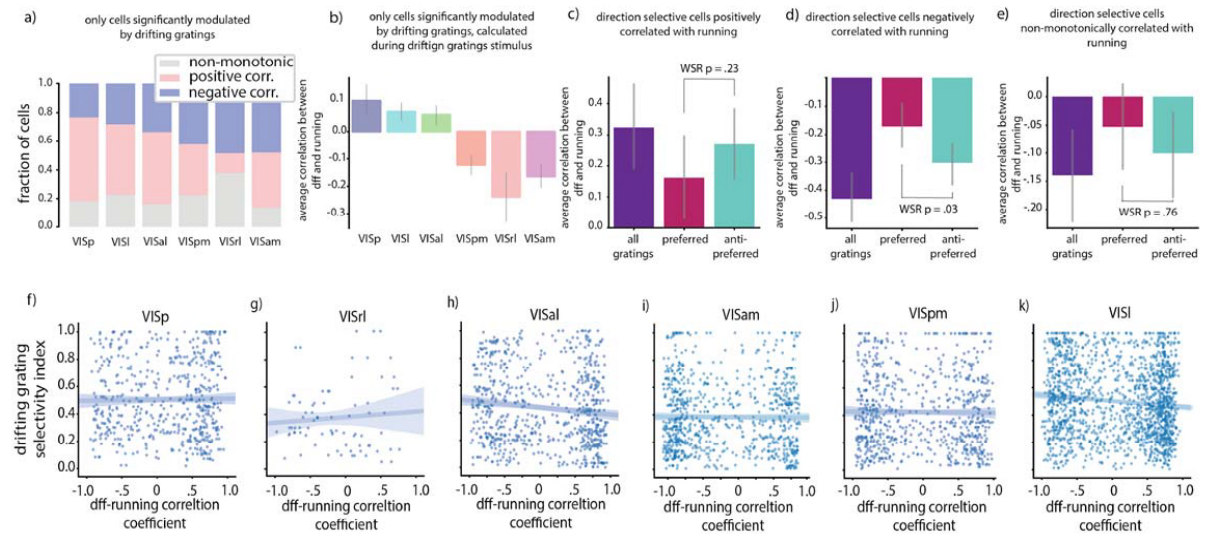 a)
only cells significantly modulated
by drifting gratings
non-monotonic
positive corr.
negative corr.
fraction of cells
1.0
0.8
0.6
0.4
0.2
0.0
VISp VISl VISal VISpm VISrl VISam
b)
only cells significantly modulated
by drifting gratings, calculated
during driftign gratings stimulus
average correlation between
dff and running
0.3
0.1
0.0
-0.1
-0.2
-0.3
VISp VISl VISal VISpm VISrl VISam
c)
direction selective cells positively
correlated with running
WSR p = .23
average correlation between
dff and running
0.4
0.3
0.2
0.1
0.0
all preferred anti-
gratings preferred
d)
direction selective cells negatively
correlated with running
average correlation between
dff and running
-0.1
-0.3
-0.5
WSR p = .03
all preferred anti-
gratings preferred
e)
direction selective cells
non-monotonically correlated with
running
average correlation between
dff and running
0.0
-.05
-.10
-.15
-.20
WSR p = .76
all preferred anti-
gratings preferred
f)
VISp
drifting grating
selectivity index
1.0
0.8
0.6
0.4
0.2
0.0
-1.0 -.5 0 .5 1.0
dff-running correltion
coefficient
g)
VISrl
-1.0 -.5 0 .5 1.0
dff-running correltion
coefficient
h)
VISal
-1.0 -.5 0 .5 1.0
dff-running correltion
coefficient
i)
VISam
-1.0 -.5 0 .5 1.0
dff-running correltion
coefficient
j)
VISpm
-1.0 -.5 0 .5 1.0
dff-running correltion
coefficient
k)
VISl
-1.0 -.5 0 .5 1.0
dff-running correltion
coefficient